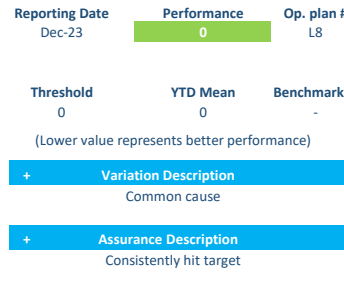 Reporting Date Performance Op. plan #
Dec-23 0 L8
Threshold YTD Mean Benchmark
0 0 -
(Lower value represents better performance)
+ Variation Description
Common cause
+ Assurance Description
Consistently hit target